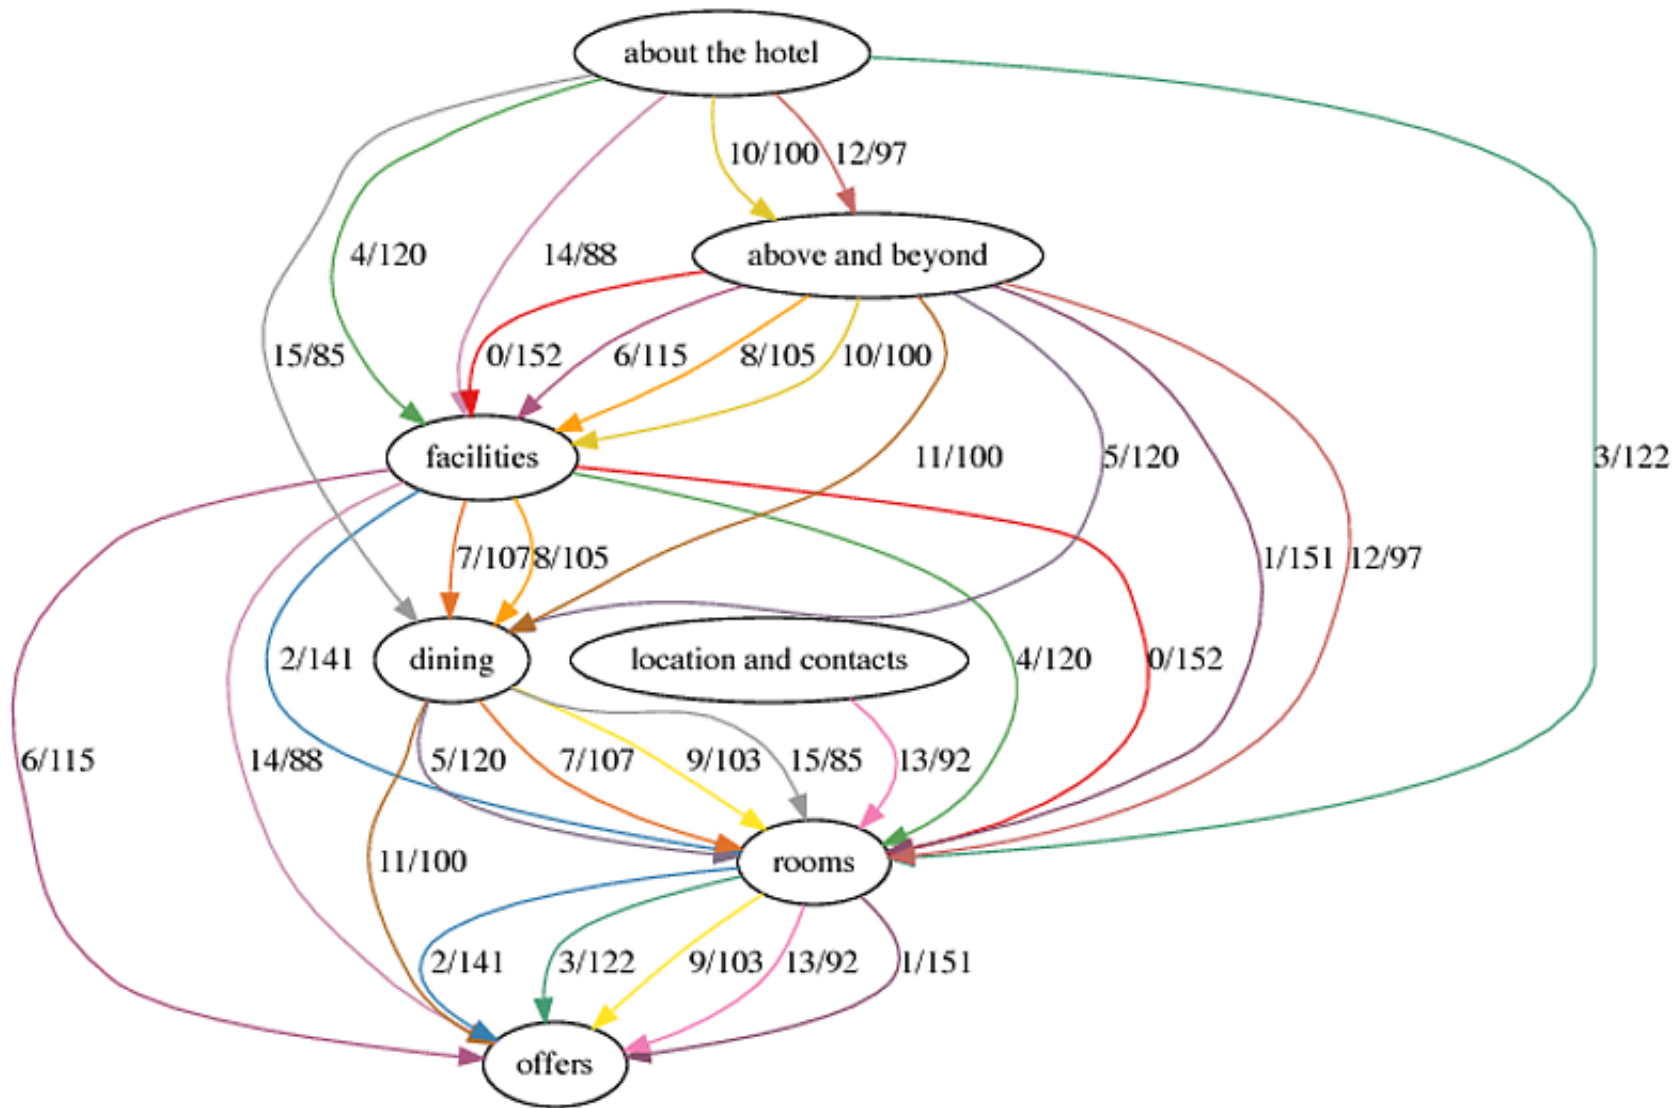 about the hotel
10/100 12/97
4/120 14/88 above and beyond
15/85 0/152 6/115 8/105 10/100
facilities 11/100 5/120 3/122
7/107 8/105 1/151 12/97
2/141 dining location and contacts 4/120 0/152
6/115 14/88 5/120 7/107 9/103 15/85 13/92
11/100 rooms
2/141 3/122 9/103 13/92 1/151
offers